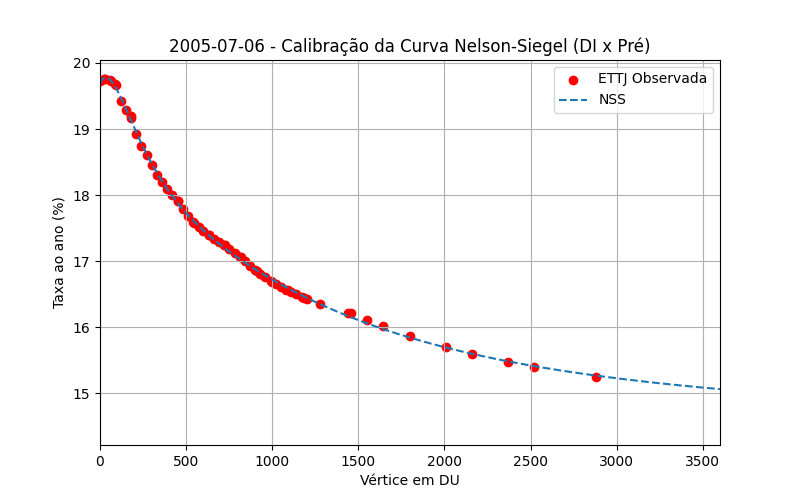 2005-07-06 - Calibração da Curva Nelson-Siegel (DI x Pré)
ETTJ Observada
NSS
Taxa ao ano (%)
20
19
18
17
16
15
0 500 1000 1500 2000 2500 3000 3500
Vértice em DU